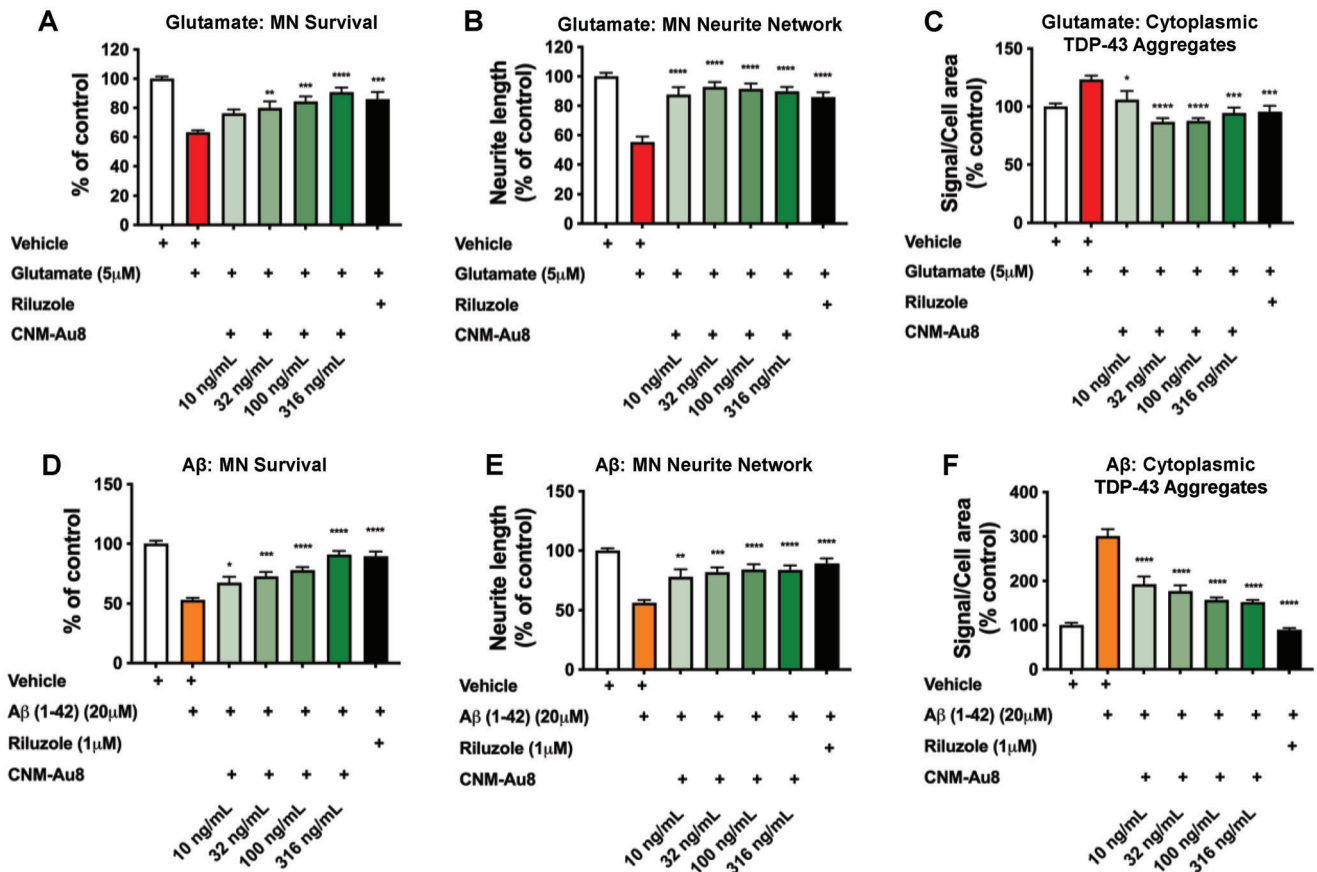 A
Glutamate: MN Survival
% of control
120
100
80
60
40
20
0
** *** **** ***
Vehicle + +
Glutamate (5μM) + + + + + +
Riluzole +
CNM-Au8 + + + +
10 ng/mL
32 ng/mL
100 ng/mL
316 ng/mL
B
Glutamate: MN Neurite Network
Neurite length
(% of control)
120
100
80
60
40
20
0
**** **** **** **** ****
+ +
Glutamate (5μM) + + + + + +
Riluzole +
CNM-Au8 + + + +
10 ng/mL
32 ng/mL
100 ng/mL
316 ng/mL
C
Glutamate: Cytoplasmic
TDP-43 Aggregates
Signal/Cell area
(% control)
150
100
50
0
* **** **** *** ***
Vehicle + +
Glutamate (5μM) + + + + + +
Riluzole +
CNM-Au8 + + + +
10 ng/mL
32 ng/mL
100 ng/mL
316 ng/mL
D
Aβ: MN Survival
% of control
150
100
50
0
* *** **** **** ****
Vehicle + +
Aβ (1-42) (20μM) + + + + + +
Riluzole (1μM) +
CNM-Au8 + + + +
10 ng/mL
32 ng/mL
100 ng/mL
316 ng/mL
E
Aβ: MN Neurite Network
Neurite length
(% of control)
150
100
50
0
** *** **** **** ****
Vehicle + +
Aβ (1-42) (20μM) + + + + + +
Riluzole (1μM) +
CNM-Au8 + + + +
10 ng/mL
32 ng/mL
100 ng/mL
316 ng/mL
F
Aβ: Cytoplasmic
TDP-43 Aggregates
Signal/Cell area
(% control)
400
300
200
100
0
**** **** **** **** ****
Vehicle + +
Aβ (1-42) (20μM) + + + + + +
Riluzole (1μM) +
CNM-Au8 + + + +
10 ng/mL
32 ng/mL
100 ng/mL
316 ng/mL